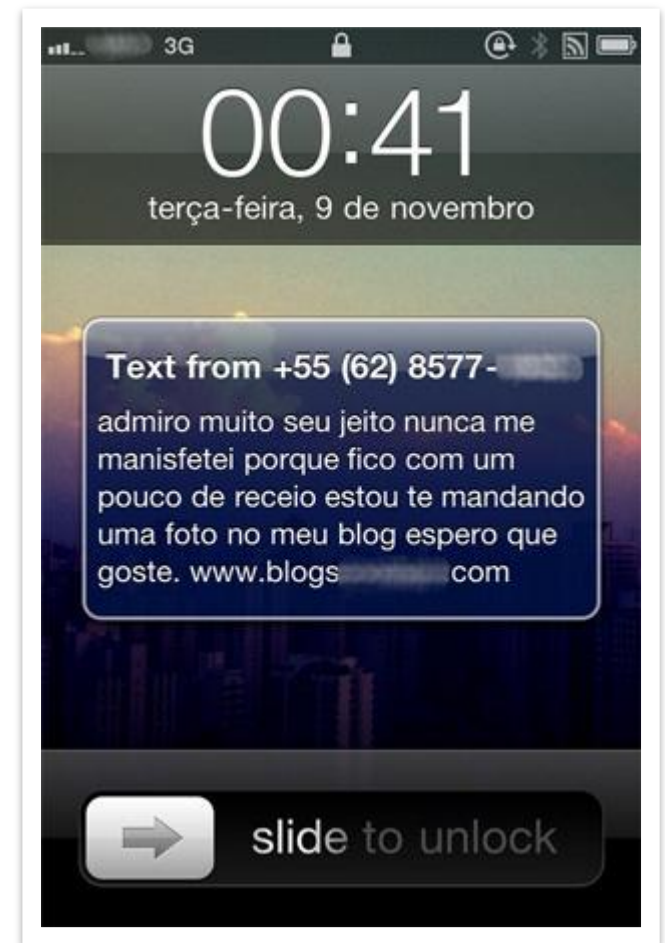 3G
00:41
terça-feira, 9 de novembro
Text from +55 (62) 8577-
admiro muito seu jeito nunca me
manisfetei porque fico com um
pouco de receio estou te mandando
uma foto no meu blog espero que
goste. www.blogs com
slide to unlock